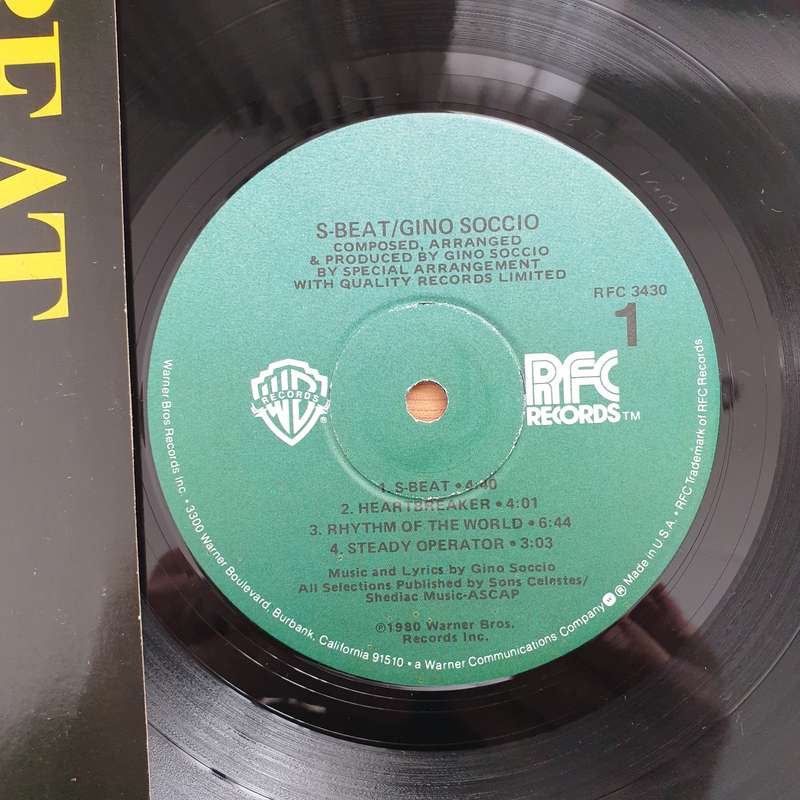 EAT
S-BEAT/GINO SOCCIO
COMPOSED, ARRANGED
& PRODUCED BY GINO SOCCIO
BY SPECIAL ARRANGEMENT
WITH QUALITY RECORDS LIMITED
RFC 3430
1
WB
RECORDS
®
RFC
RECORDS™
1. S-BEAT • 4:40
2. HEARTBREAKER • 4:01
3. RHYTHM OF THE WORLD • 6:44
4. STEADY OPERATOR • 3:03
Music and Lyrics by Gino Soccio
All Selections Published by Sons Celestes/
Shediac Music-ASCAP
℗1980 Warner Bros.
Records Inc.
Warner Bros Records Inc. • 3300 Warner Boulevard, Burbank, California 91510 • a Warner Communications Company ® Made in U.S.A. • RFC Trademark of RFC Records